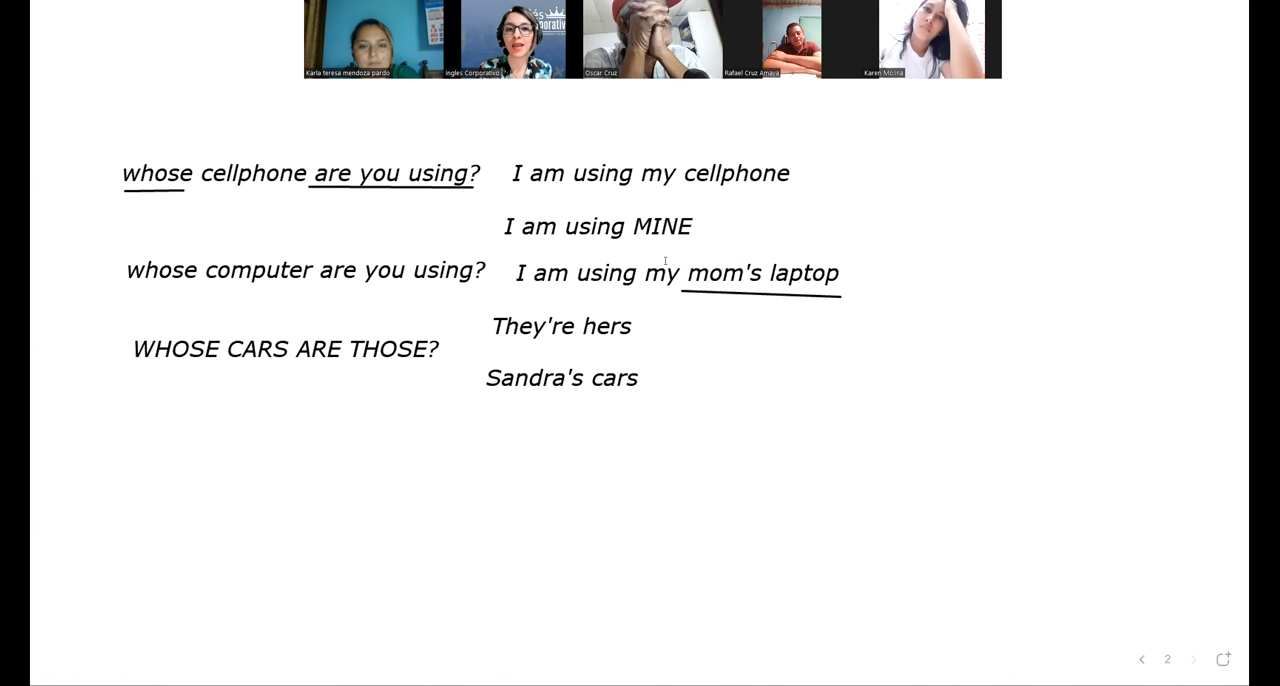 Karla teresa mendoza pardo
Ingles Corporativo
Oscar Cruz
Rafael Cruz Amaya
Karen Molina
whose cellphone are you using? I am using my cellphone
I am using MINE
whose computer are you using? I am using my mom's laptop
They're hers
WHOSE CARS ARE THOSE?
Sandra's cars
2